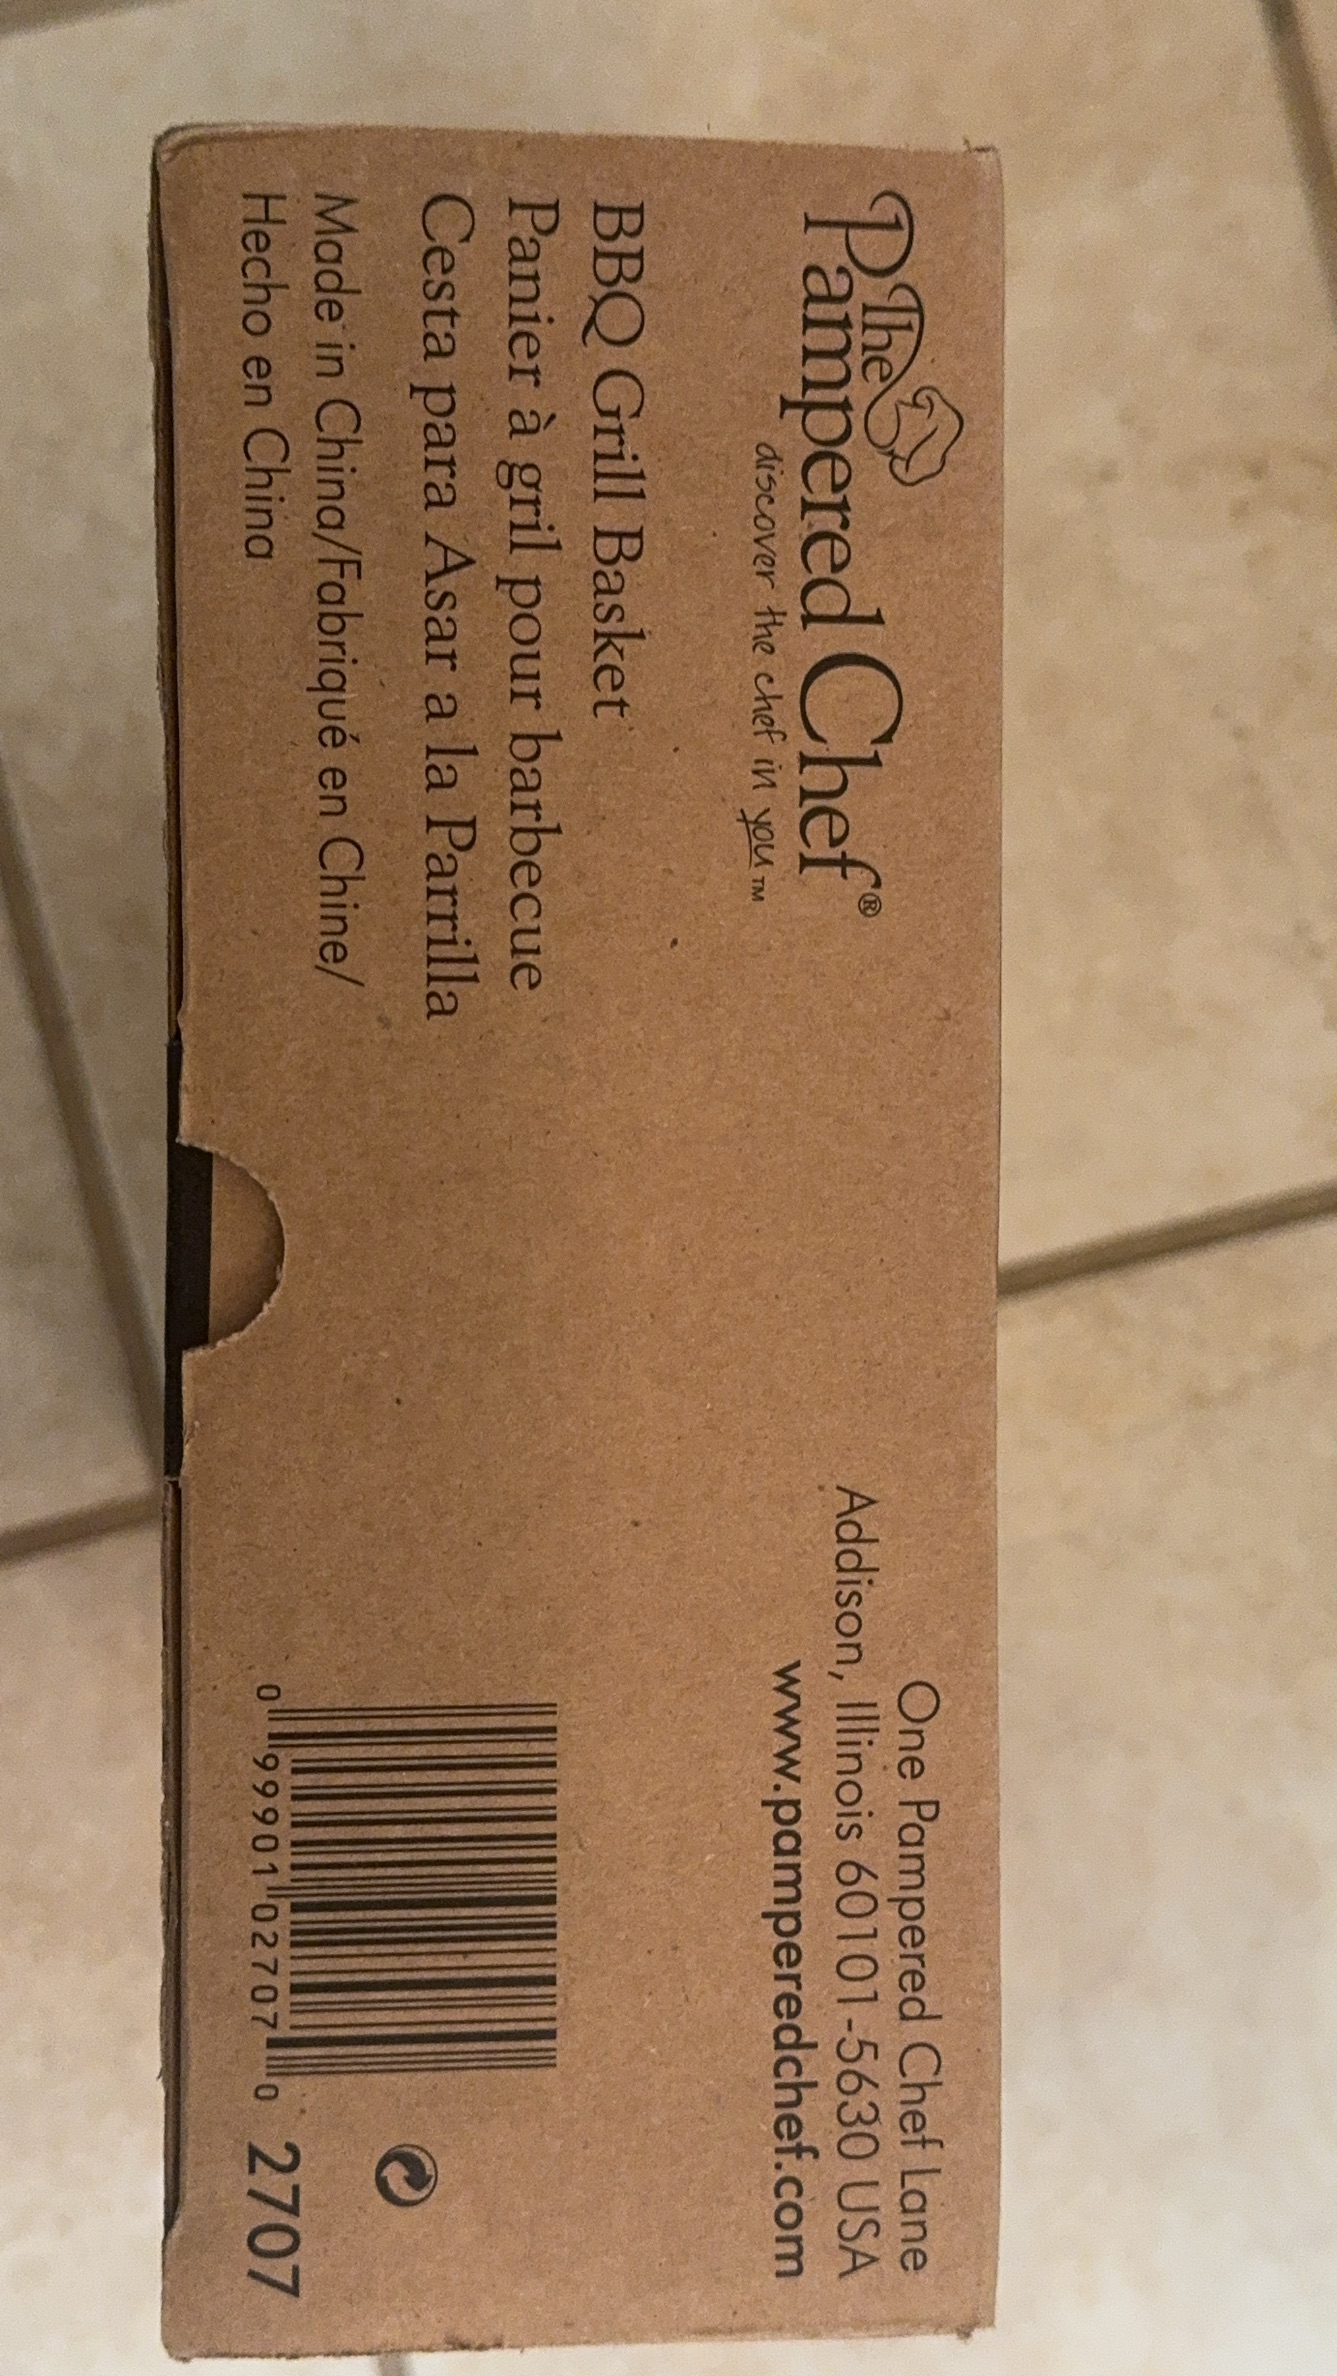 The
Pampered Chef®
discover the chef in you™
One Pampered Chef Lane
Addison, Illinois 60101-5630 USA
www.pamperedchef.com
BBQ Grill Basket
Panier à gril pour barbecue
Cesta para Asar a la Parrilla
Made in China/Fabriqué en Chine/
Hecho en China
0 99901 02707 0
2707